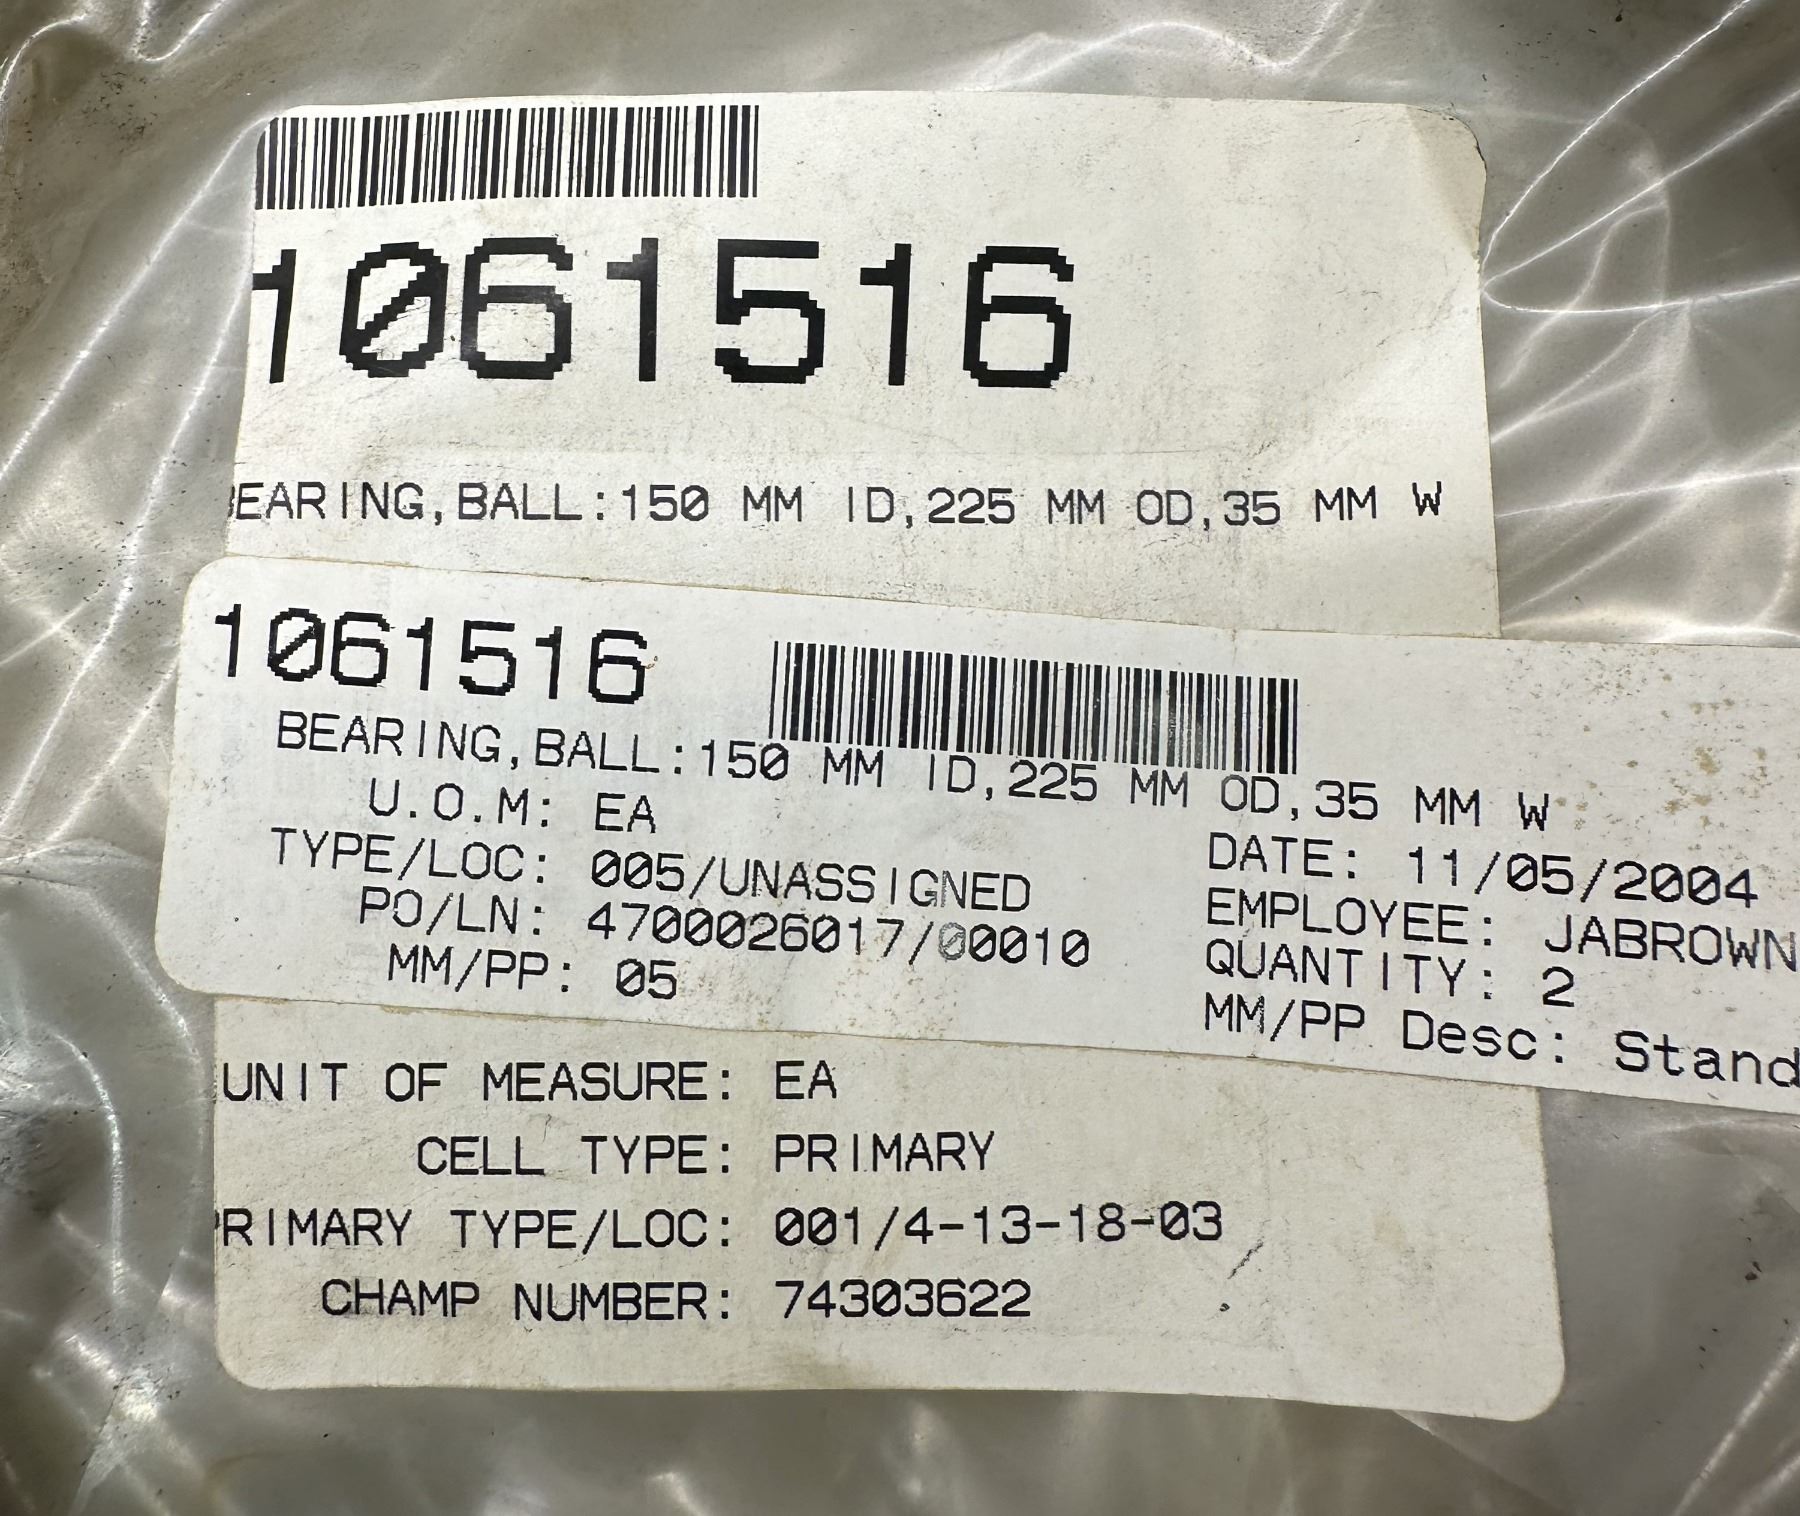 1061516
EARING,BALL:150 MM ID,225 MM OD,35 MM W
1061516
BEARING,BALL:150 MM ID,225 MM OD,35 MM W
U.O.M: EA
DATE: 11/05/2004
TYPE/LOC: 005/UNASSIGNED
EMPLOYEE: JABROWN
PO/LN: 4700026017/00010
QUANTITY: 2
MM/PP: 05
MM/PP Desc: Stand
UNIT OF MEASURE: EA
CELL TYPE: PRIMARY
PRIMARY TYPE/LOC: 001/4-13-18-03
CHAMP NUMBER: 74303622